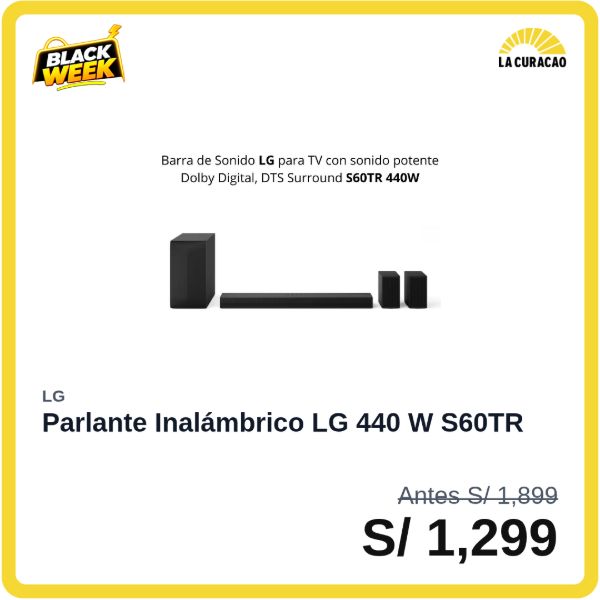 BLACK
WEEK
LA CURACAO
Barra de Sonido LG para TV con sonido potente
Dolby Digital, DTS Surround S60TR 440W
LG
Parlante Inalámbrico LG 440 W S60TR
Antes S/ 1,899
S/ 1,299